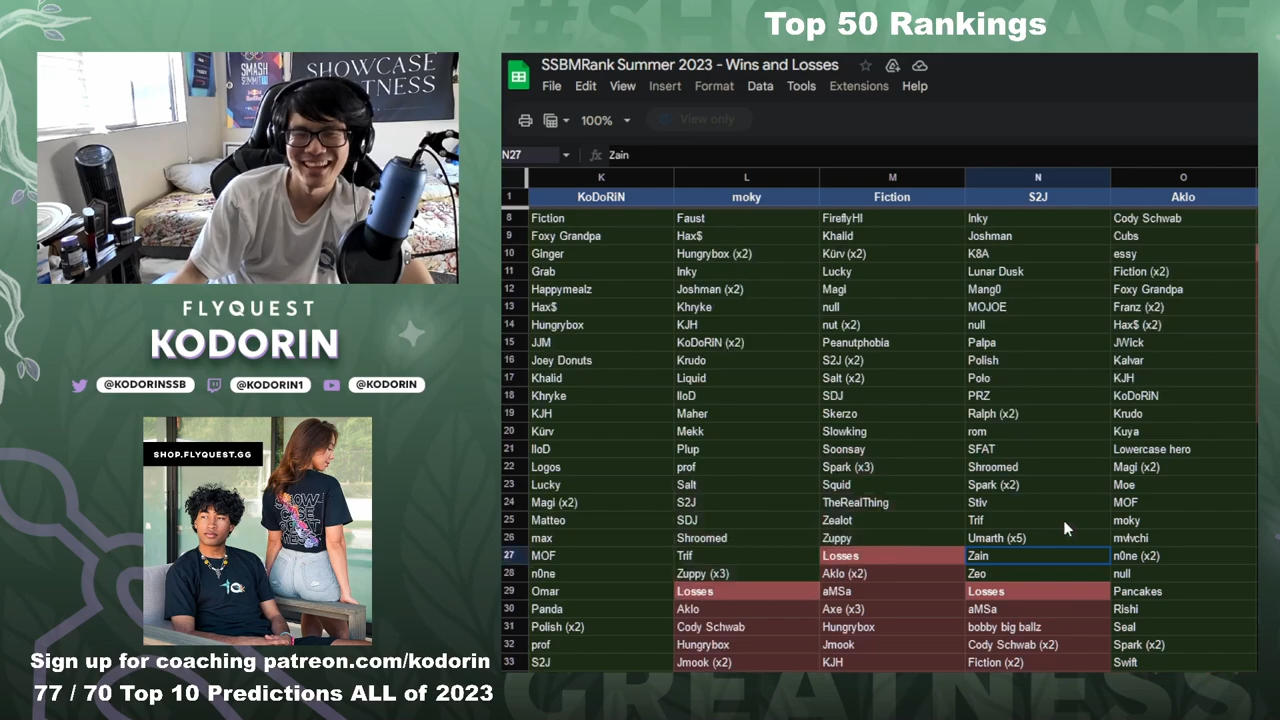 Top 50 Rankings
SSBMRank Summer 2023 - Wins and Losses
File Edit View Insert Format Data Tools Extensions Help
100% View only
N27 fx Zain
K L M N O
1 KoDoRiN moky Fiction S2J Aklo
8 Fiction Faust FireflyHI Inky Cody Schwab
9 Foxy Grandpa Hax$ Khalid Joshman Cubs
10 Ginger Hungrybox (x2) Kürv (x2) K8A essy
11 Grab Inky Lucky Lunar Dusk Fiction (x2)
12 Happymealz Joshman (x2) Magi Mang0 Foxy Grandpa
13 Hax$ Khryke null MOJOE Franz (x2)
14 Hungrybox KJH nut (x2) null Hax$ (x2)
15 JJM KoDoRiN (x2) Peanutphobia Palpa JWick
16 Joey Donuts Krudo S2J (x2) Polish Kalvar
17 Khalid Liquid Salt (x2) Polo KJH
18 Khryke lloD SDJ PRZ KoDoRiN
19 KJH Maher Skerzo Ralph (x2) Krudo
20 Kürv Mekk Slowking rom Kuya
21 lloD Plup Soonsay SFAT Lowercase hero
22 Logos prof Spark (x3) Shroomed Magi (x2)
23 Lucky Salt Squid Spark (x2) Moe
24 Magi (x2) S2J TheRealThing Stiv MOF
25 Matteo SDJ Zealot Trif moky
26 max Shroomed Zuppy Umarth (x5) mvlvchi
27 MOF Trif Losses Zain n0ne (x2)
28 n0ne Zuppy (x3) Aklo (x2) Zeo null
29 Omar Losses aMSa Losses Pancakes
30 Panda Aklo Axe (x3) aMSa Rishi
31 Polish (x2) Cody Schwab Hungrybox bobby big ballz Seal
32 prof Hungrybox Jmook Cody Schwab (x2) Spark (x2)
33 S2J Jmook (x2) KJH Fiction (x2) Swift
SMASH
SUMMIT
SHOWCASE
FLYQUEST
KODORIN
@KODORINSSB @KODORIN1 @KODORIN
SHOP.FLYQUEST.GG
Sign up for coaching patreon.com/kodorin
77 / 70 Top 10 Predictions ALL of 2023
#SHOWCASE
GREATNESS